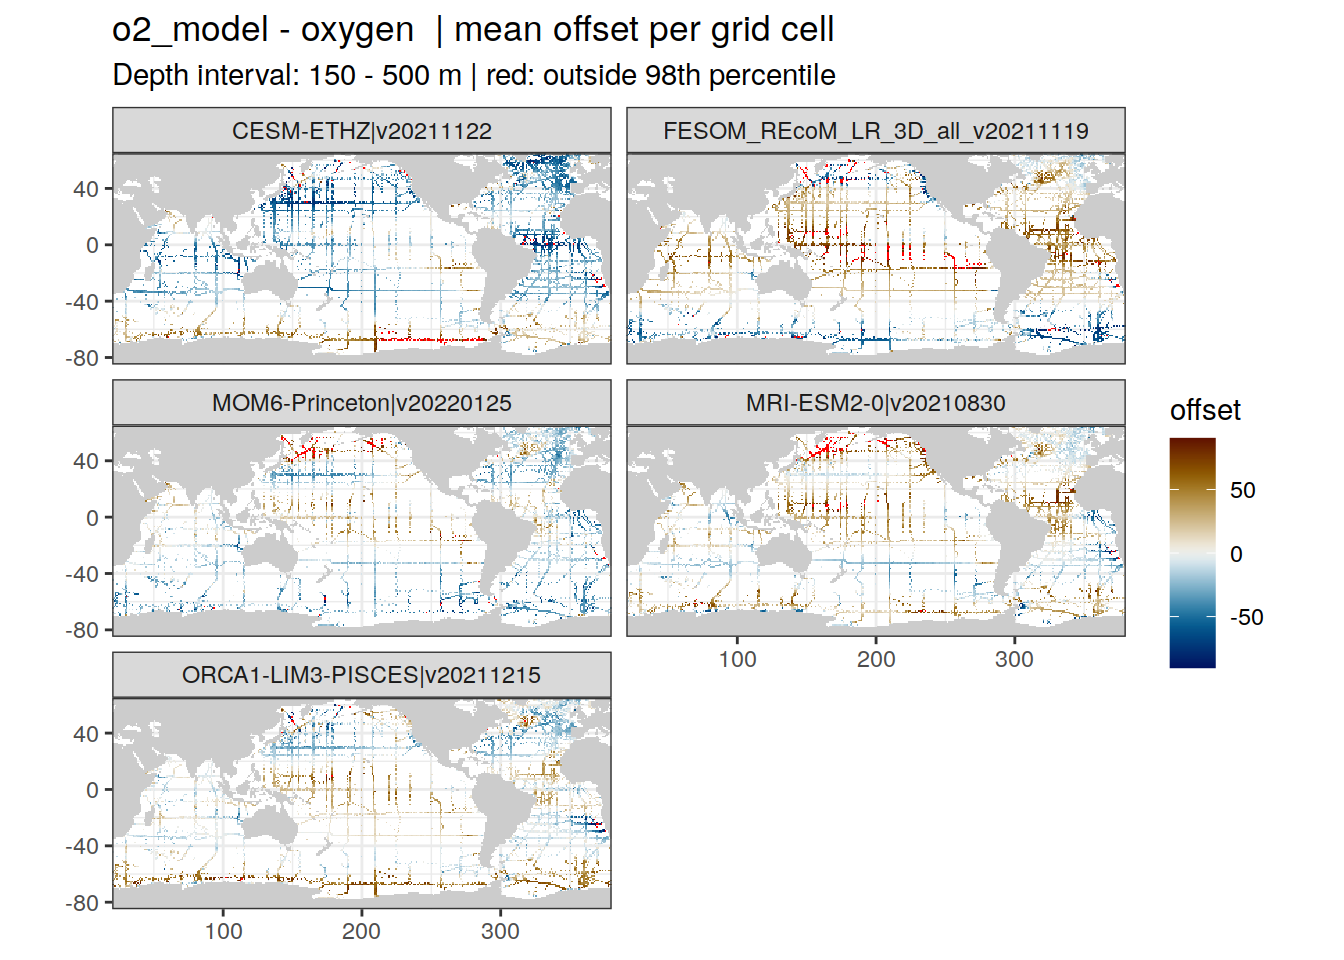 o2_model - oxygen  | mean offset per grid cell
Depth interval: 150 - 500 m | red: outside 98th percentile
CESM-ETHZ|v20211122
FESOM_REcoM_LR_3D_all_v20211119
40
0
-40
-80
MOM6-Princeton|v20220125
MRI-ESM2-0|v20210830
40
0
-40
-80
100
200
300
ORCA1-LIM3-PISCES|v20211215
40
0
-40
-80
100
200
300
offset
50
0
-50